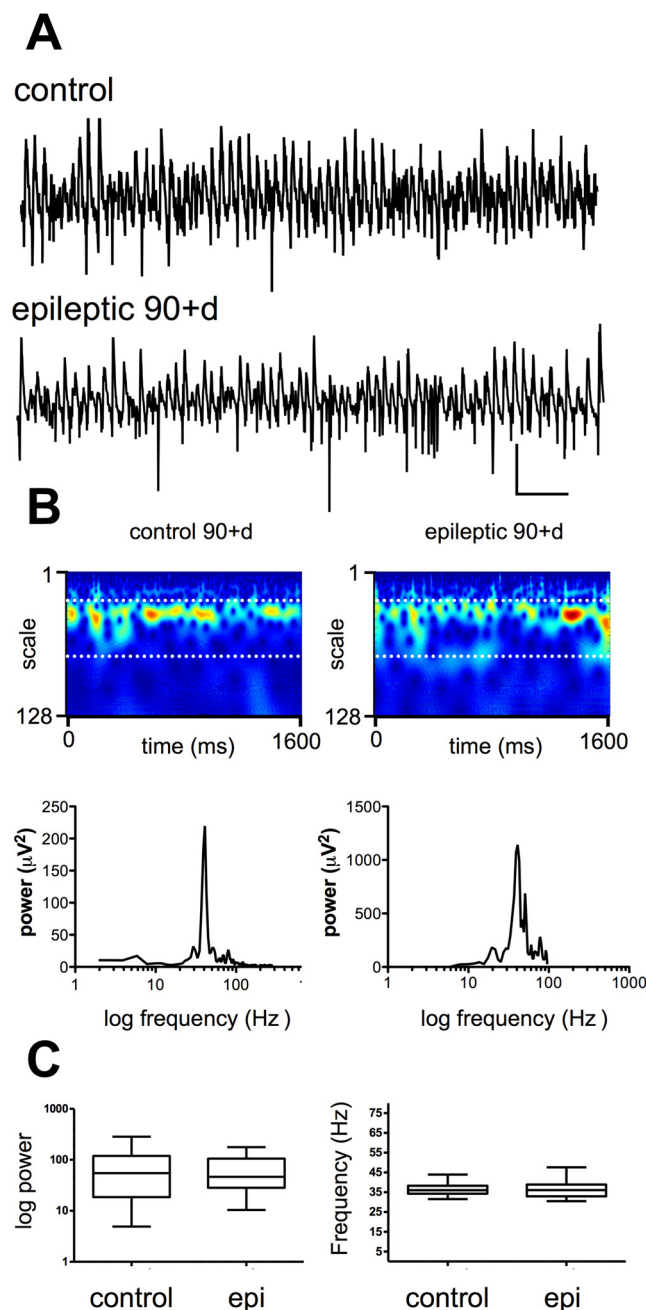 A
control
epileptic 90+d
B
control 90+d
epileptic 90+d
1
scale
128
0
time (ms)
1600
1
scale
128
0
time (ms)
1600
250
200
150
100
50
0
power (μV²)
1
10
100
log frequency (Hz )
1500
1000
500
0
power (μV²)
1
10
100
1000
log frequency (Hz )
C
1000
100
10
1
log power
control
epi
75
65
55
45
35
25
15
5
Frequency (Hz)
control
epi